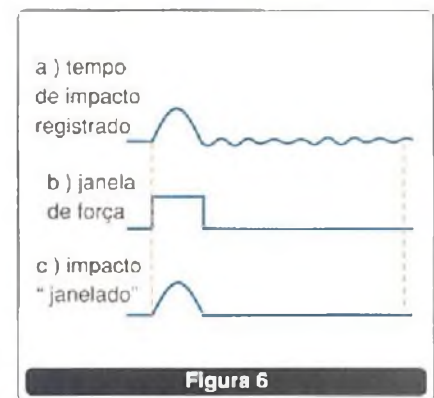 a ) tempo
de impacto
registrado
b ) janela
de força
c ) impacto
" janelado"
Figura 6